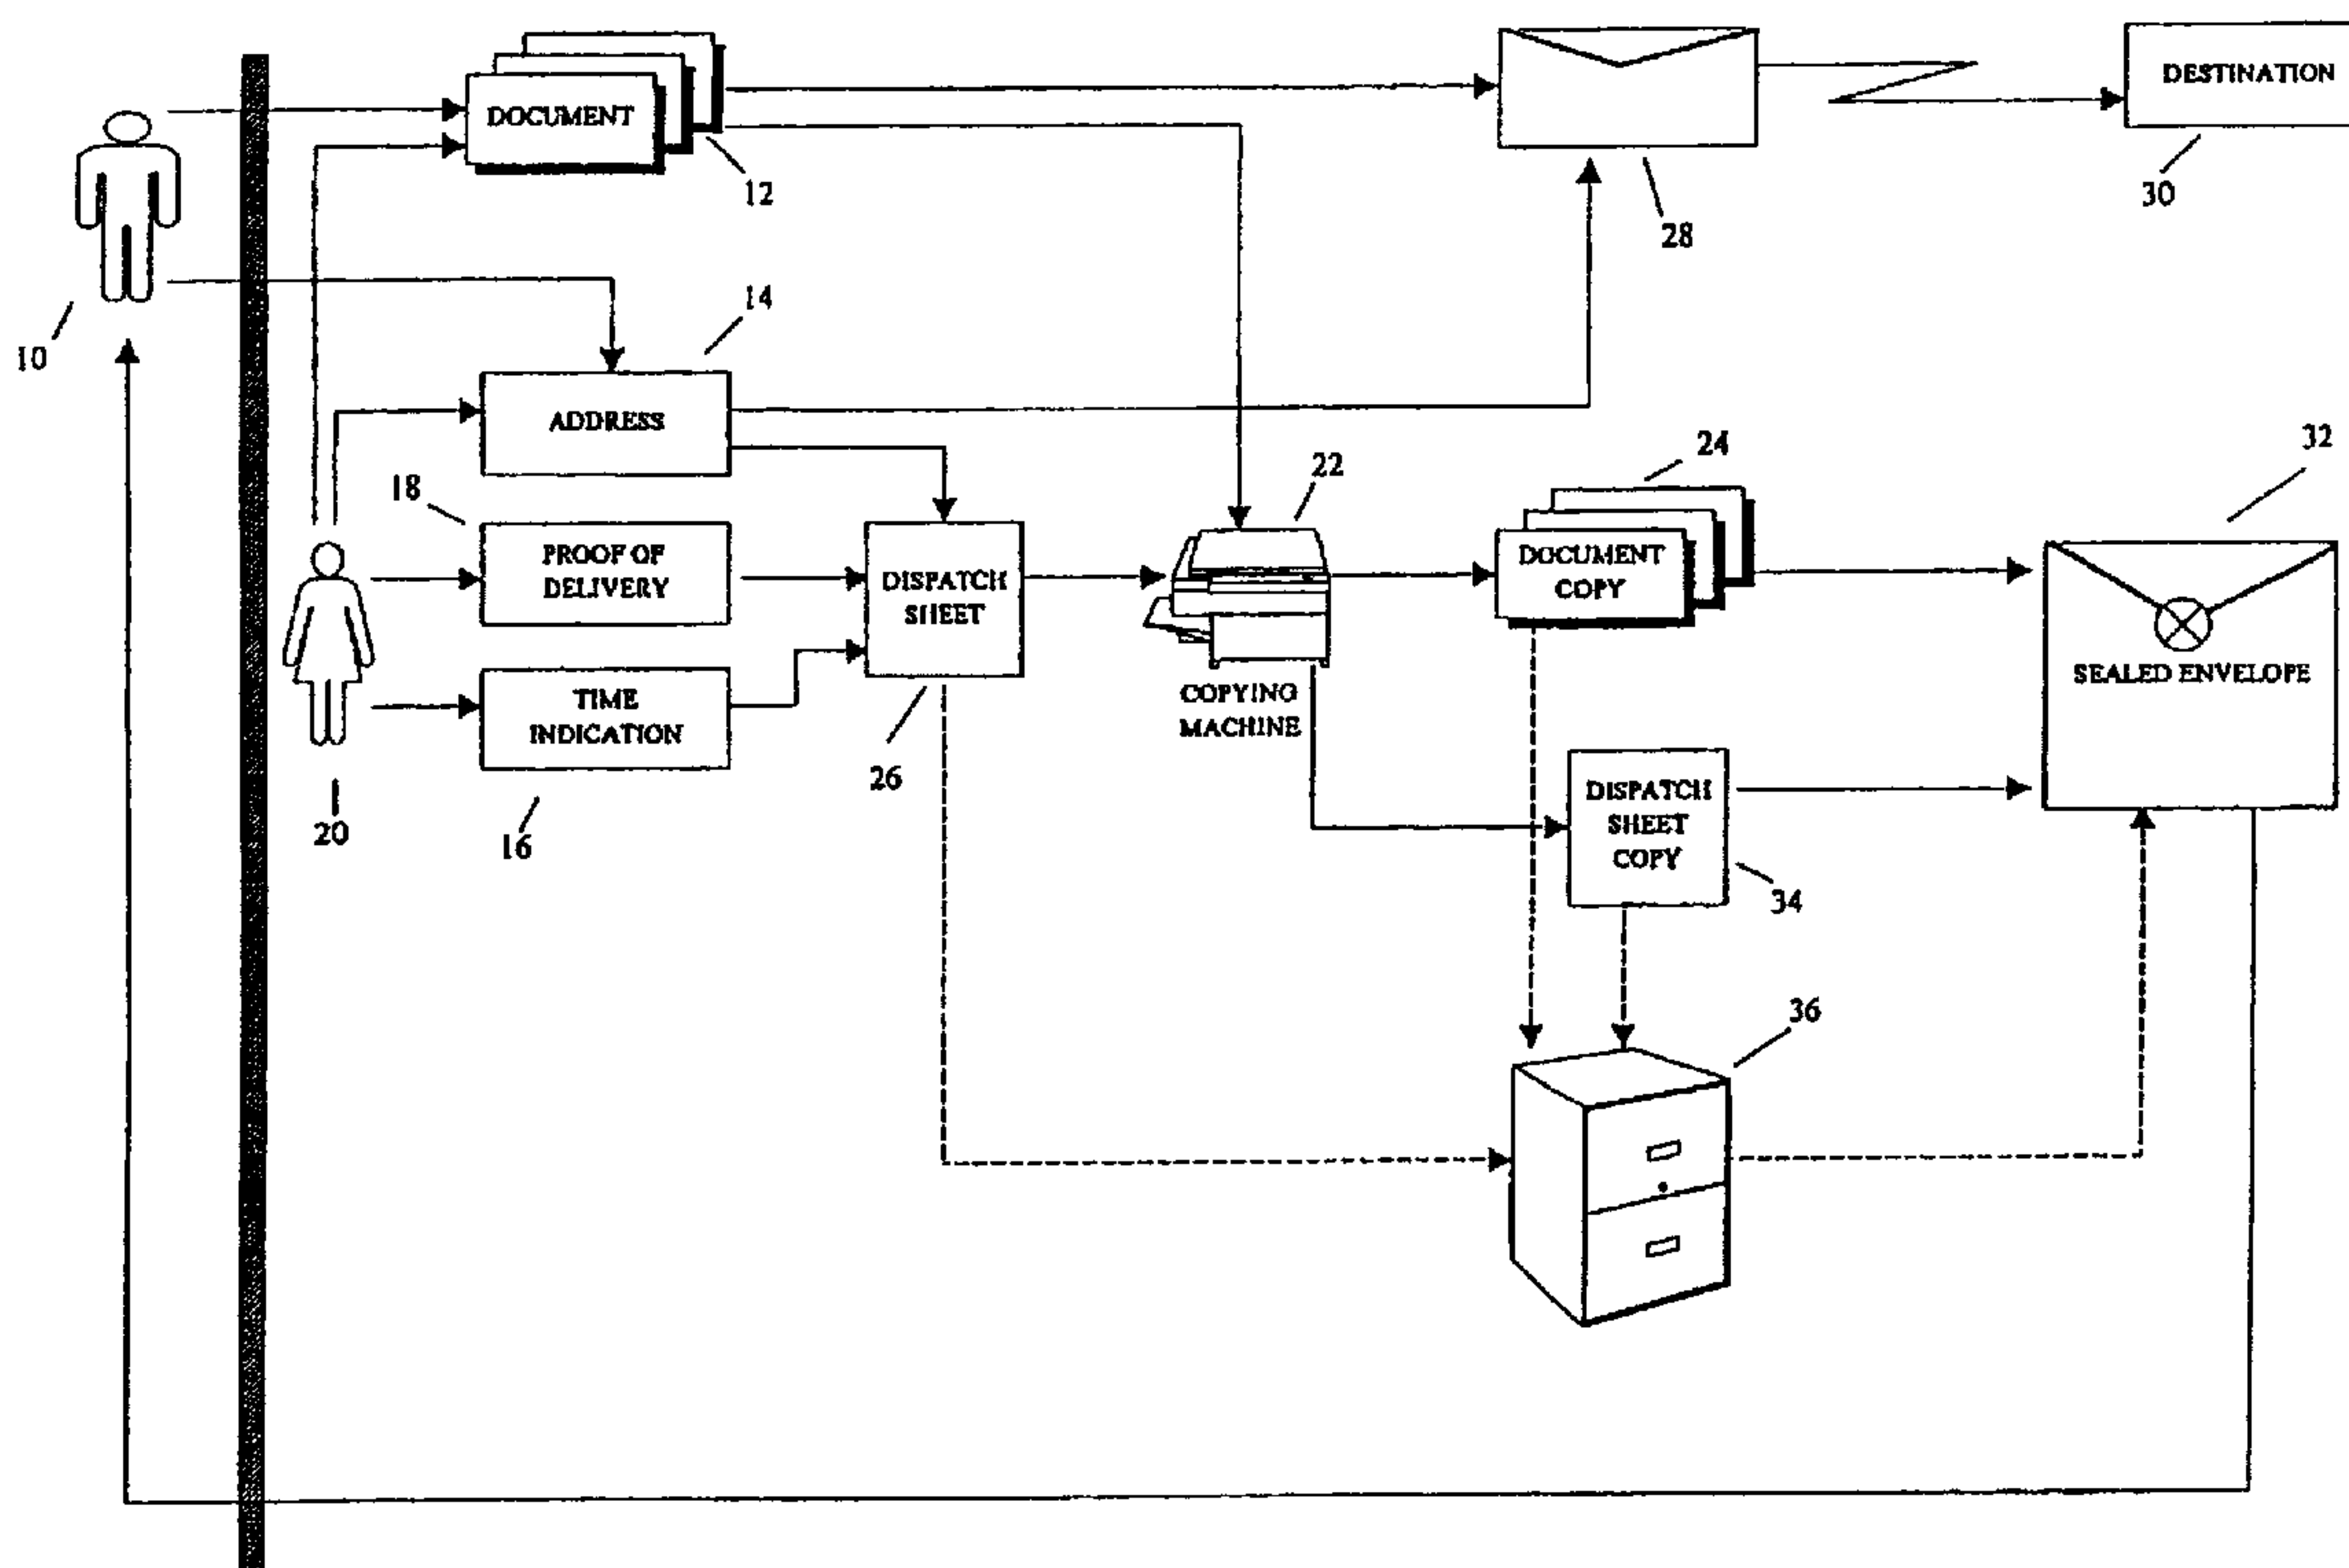 DOCUMENT
DESTINATION
12
28
30
10
14
ADDRESS
18
PROOF OF
DELIVERY
TIME
INDICATION
20
16
DISPATCH
SHEET
26
22
COPYING
MACHINE
24
DOCUMENT
COPY
32
SEALED ENVELOPE
DISPATCH
SHEET
COPY
34
36